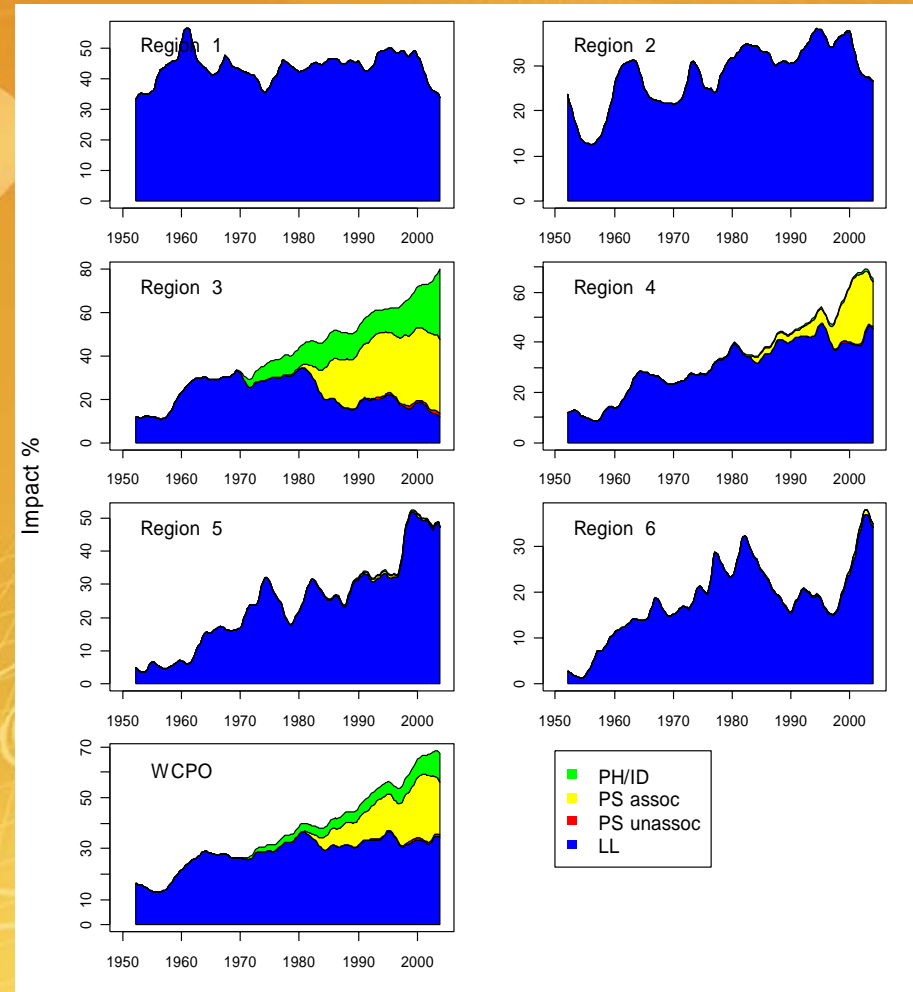 Impact %
Region 1
0 10 20 30 40 50
1950 1960 1970 1980 1990 2000
Region 2
0 10 20 30
1950 1960 1970 1980 1990 2000
Region 3
0 20 40 60 80
1950 1960 1970 1980 1990 2000
Region 4
0 20 40 60
1950 1960 1970 1980 1990 2000
Region 5
0 10 20 30 40 50
1950 1960 1970 1980 1990 2000
Region 6
0 10 20 30
1950 1960 1970 1980 1990 2000
WCPO
0 10 30 50 70
1950 1960 1970 1980 1990 2000
PH/ID
PS assoc
PS unassoc
LL